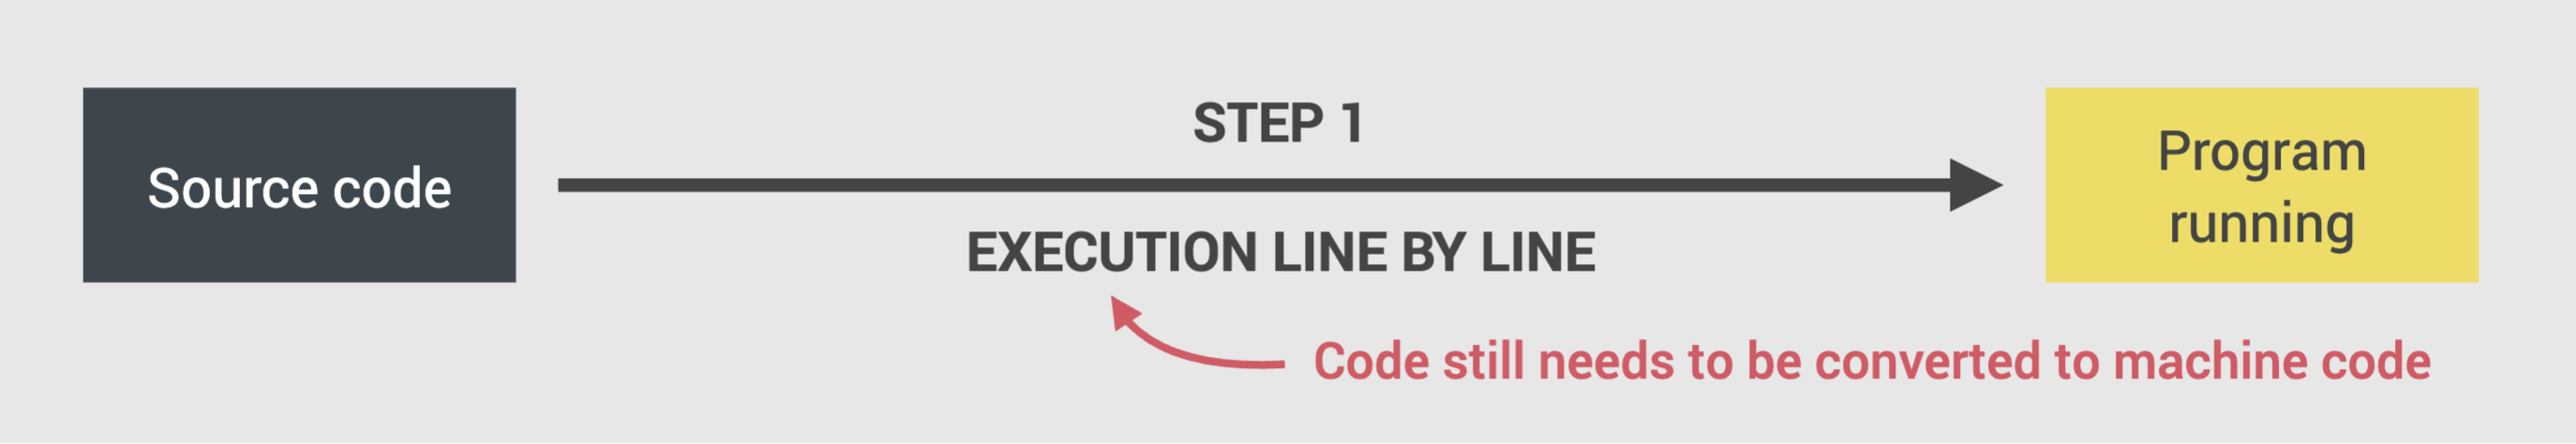 STEP 1
Source code
Program
running
EXECUTION LINE BY LINE
Code still needs to be converted to machine code